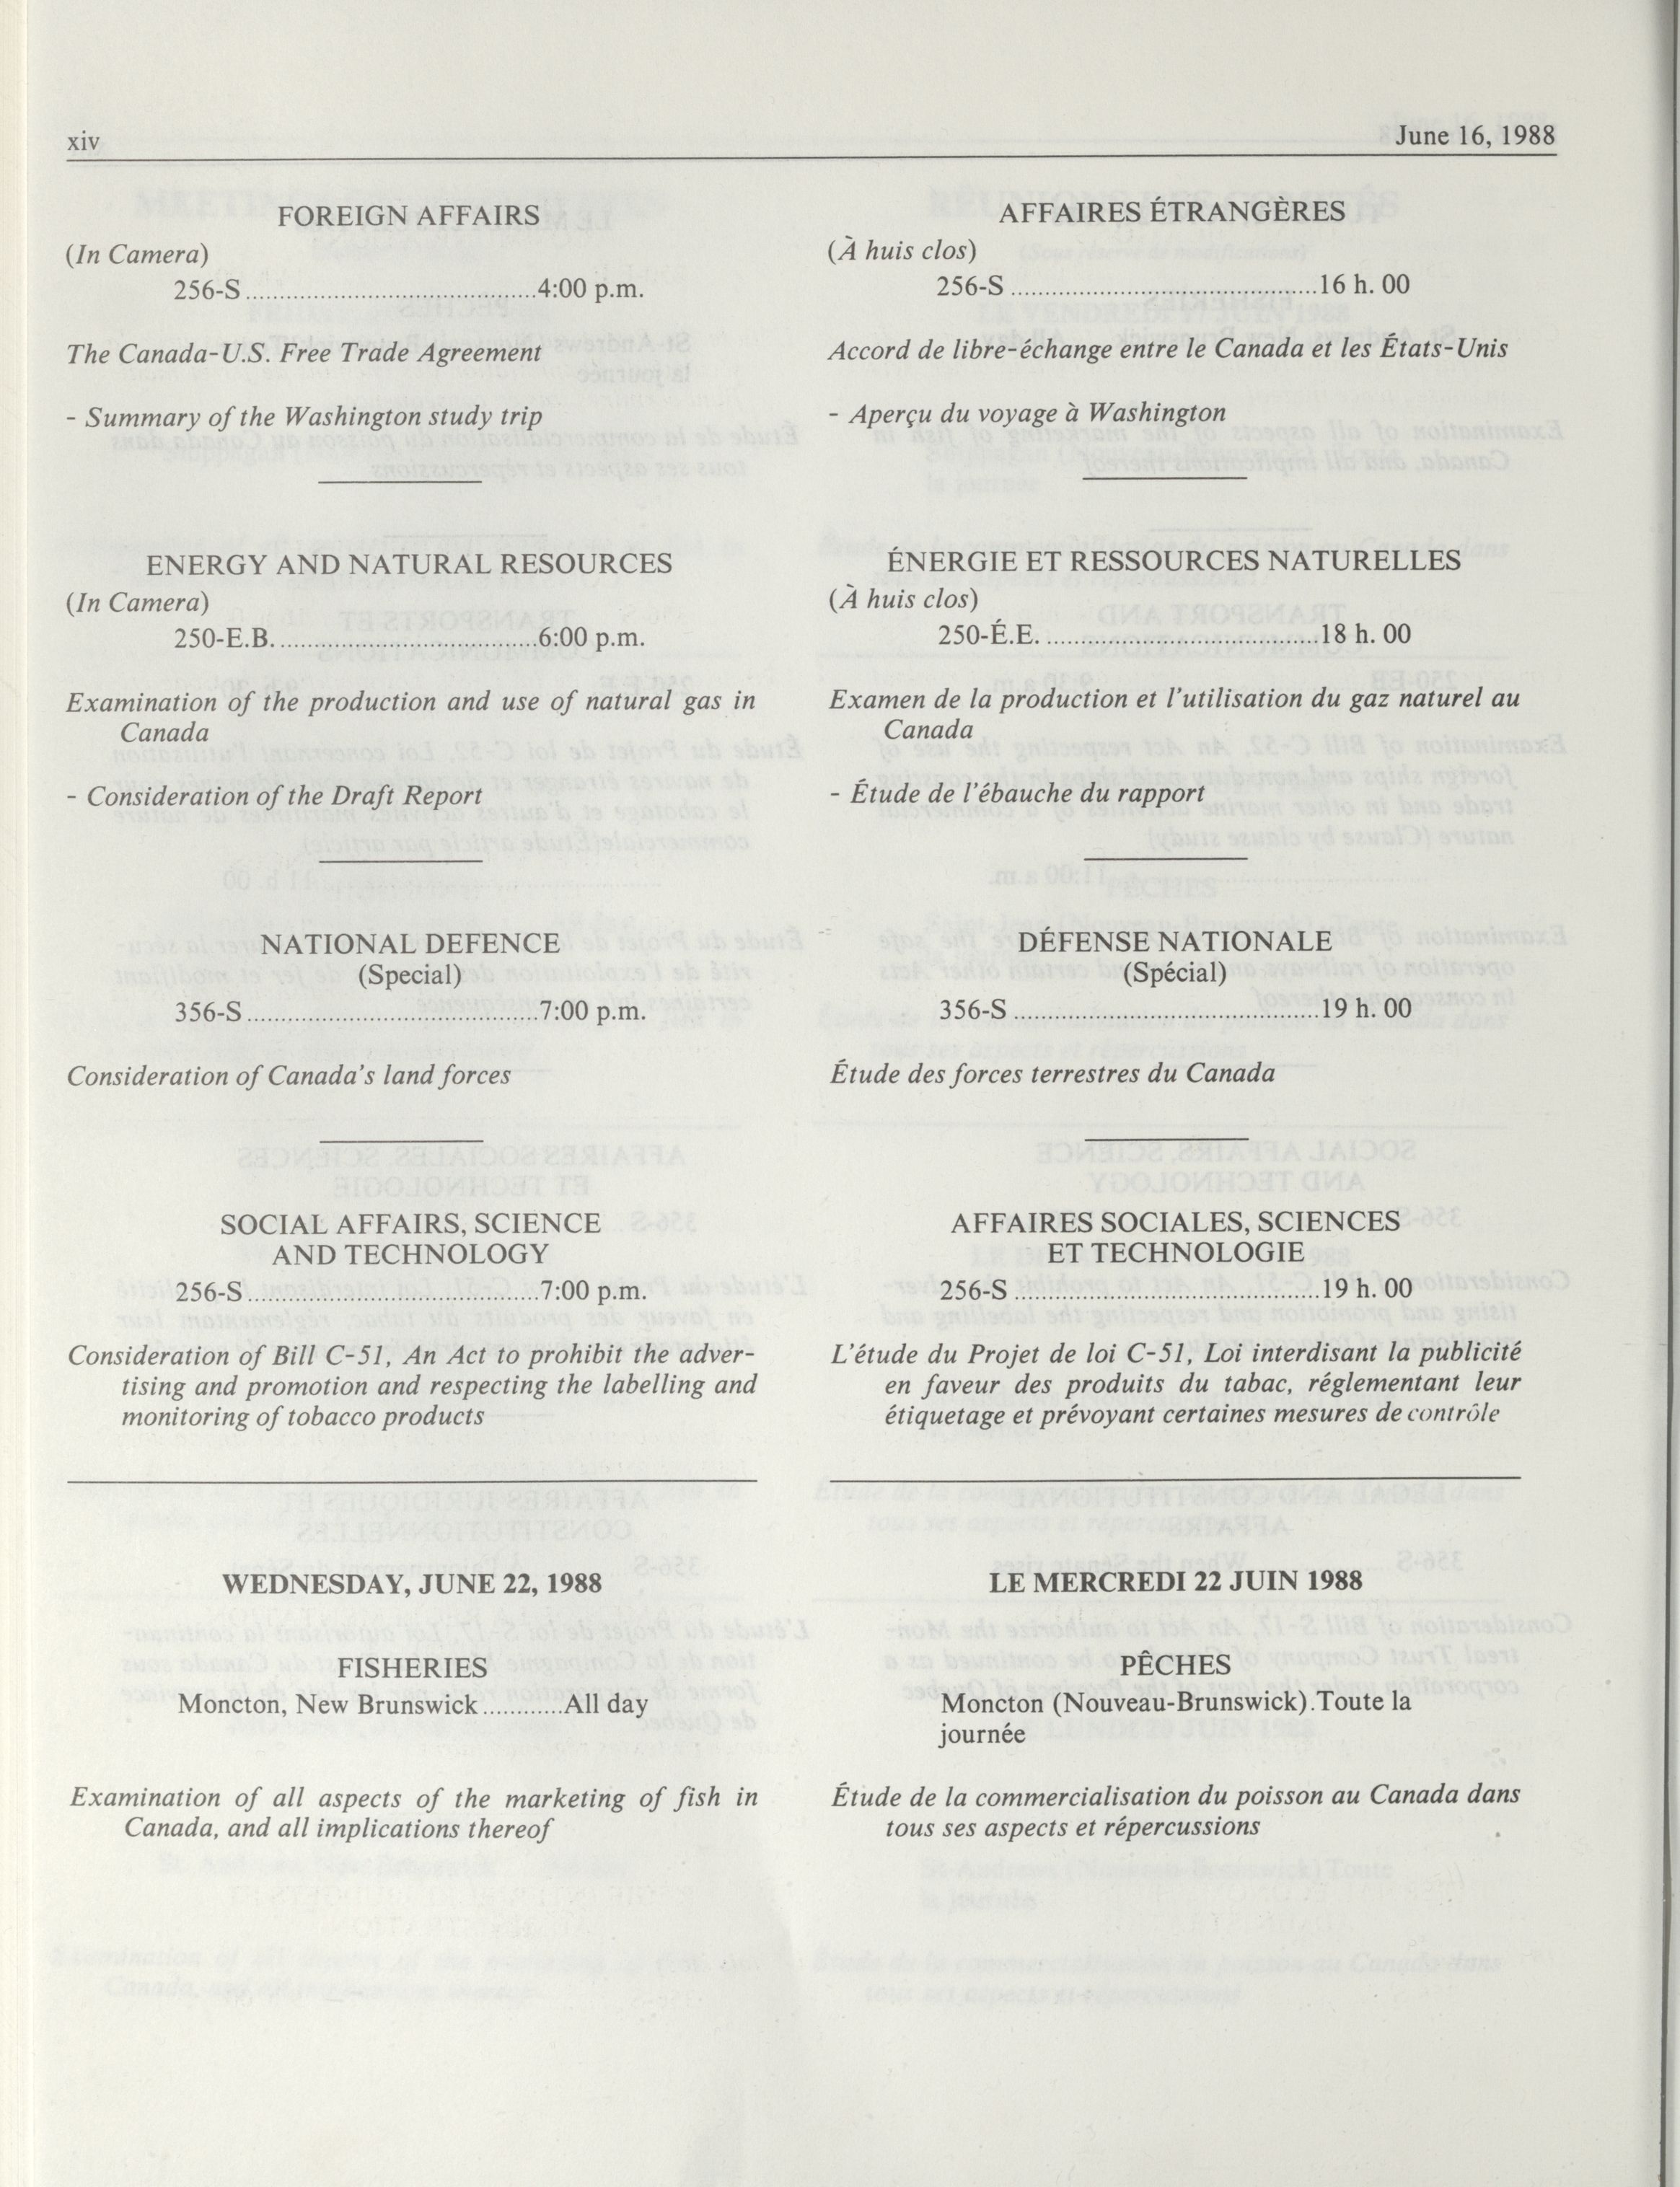 xiv
June 16, 1988
FOREIGN AFFAIRS
(In Camera)
256-S...........................................4:00 p.m.
The Canada-U.S. Free Trade Agreement
- Summary of the Washington study trip
ENERGY AND NATURAL RESOURCES
(In Camera)
250-E.B.......................................6:00 p.m.
Examination of the production and use of natural gas in
Canada
- Consideration of the Draft Report
NATIONAL DEFENCE
(Special)
356-S...........................................7:00 p.m.
Consideration of Canada's land forces
SOCIAL AFFAIRS, SCIENCE
AND TECHNOLOGY
256-S...........................................7:00 p.m.
Consideration of Bill C-51, An Act to prohibit the adver-
tising and promotion and respecting the labelling and
monitoring of tobacco products
WEDNESDAY, JUNE 22, 1988
FISHERIES
Moncton, New Brunswick............All day
Examination of all aspects of the marketing of fish in
Canada, and all implications thereof
AFFAIRES ÉTRANGÈRES
(À huis clos)
256-S.............................................16 h. 00
Accord de libre-échange entre le Canada et les États-Unis
- Aperçu du voyage à Washington
ÉNERGIE ET RESSOURCES NATURELLES
(À huis clos)
250-É.E. ........................................18 h. 00
Examen de la production et l'utilisation du gaz naturel au
Canada
- Étude de l'ébauche du rapport
DÉFENSE NATIONALE
(Spécial)
356-S.............................................19 h. 00
Étude des forces terrestres du Canada
AFFAIRES SOCIALES, SCIENCES
ET TECHNOLOGIE
256-S.............................................19 h. 00
L'étude du Projet de loi C-51, Loi interdisant la publicité
en faveur des produits du tabac, réglementant leur
étiquetage et prévoyant certaines mesures de contrôle
LE MERCREDI 22 JUIN 1988
PÊCHES
Moncton (Nouveau-Brunswick).Toute la
journée
Étude de la commercialisation du poisson au Canada dans
tous ses aspects et répercussions